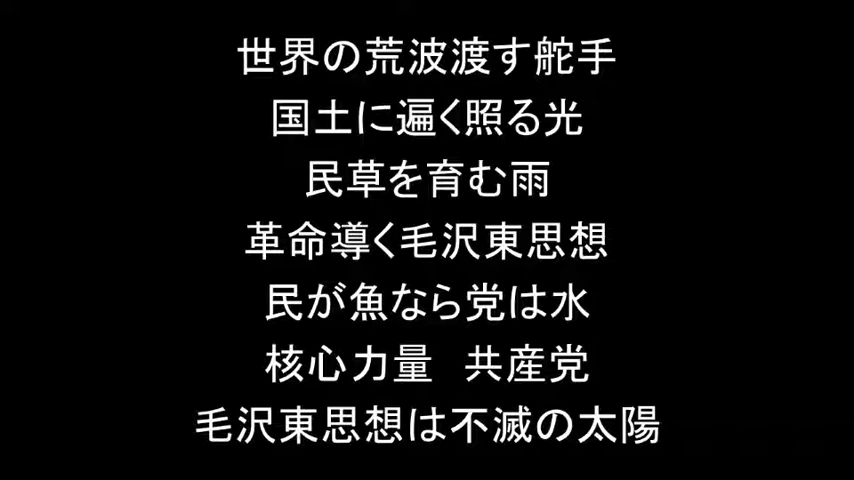 世界の荒波渡す舵手
国土に遍く照る光
民草を育む雨
革命導く毛沢東思想
民が魚なら党は水
核心力量　共産党
毛沢東思想は不滅の太陽